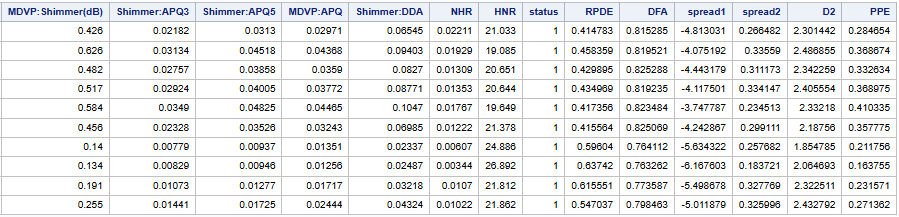 MDVP:Shimmer(dB) Shimmer:APQ3 Shimmer:APQ5 MDVP:APQ Shimmer:DDA NHR HNR status RPDE DFA spread1 spread2 D2 PPE
0.426 0.02182 0.0313 0.02971 0.06545 0.02211 21.033 1 0.414783 0.815285 -4.813031 0.266482 2.301442 0.284654
0.626 0.03134 0.04518 0.04368 0.09403 0.01929 19.085 1 0.458359 0.819521 -4.075192 0.33559 2.486855 0.368674
0.482 0.02757 0.03858 0.0359 0.0827 0.01309 20.651 1 0.429895 0.825288 -4.443179 0.311173 2.342259 0.332634
0.517 0.02924 0.04005 0.03772 0.08771 0.01353 20.644 1 0.434969 0.819235 -4.117501 0.334147 2.405554 0.368975
0.584 0.0349 0.04825 0.04465 0.1047 0.01767 19.649 1 0.417356 0.823484 -3.747787 0.234513 2.33218 0.410335
0.456 0.02328 0.03526 0.03243 0.06985 0.01222 21.378 1 0.415564 0.825069 -4.242867 0.299111 2.18756 0.357775
0.14 0.00779 0.00937 0.01351 0.02337 0.00607 24.886 1 0.59604 0.764112 -5.634322 0.257682 1.854785 0.211756
0.134 0.00829 0.00946 0.01256 0.02487 0.00344 26.892 1 0.63742 0.763262 -6.167603 0.183721 2.064693 0.163755
0.191 0.01073 0.01277 0.01717 0.03218 0.0107 21.812 1 0.615551 0.773587 -5.498678 0.327769 2.322511 0.231571
0.255 0.01441 0.01725 0.02444 0.04324 0.01022 21.862 1 0.547037 0.798463 -5.011879 0.325996 2.432792 0.271362